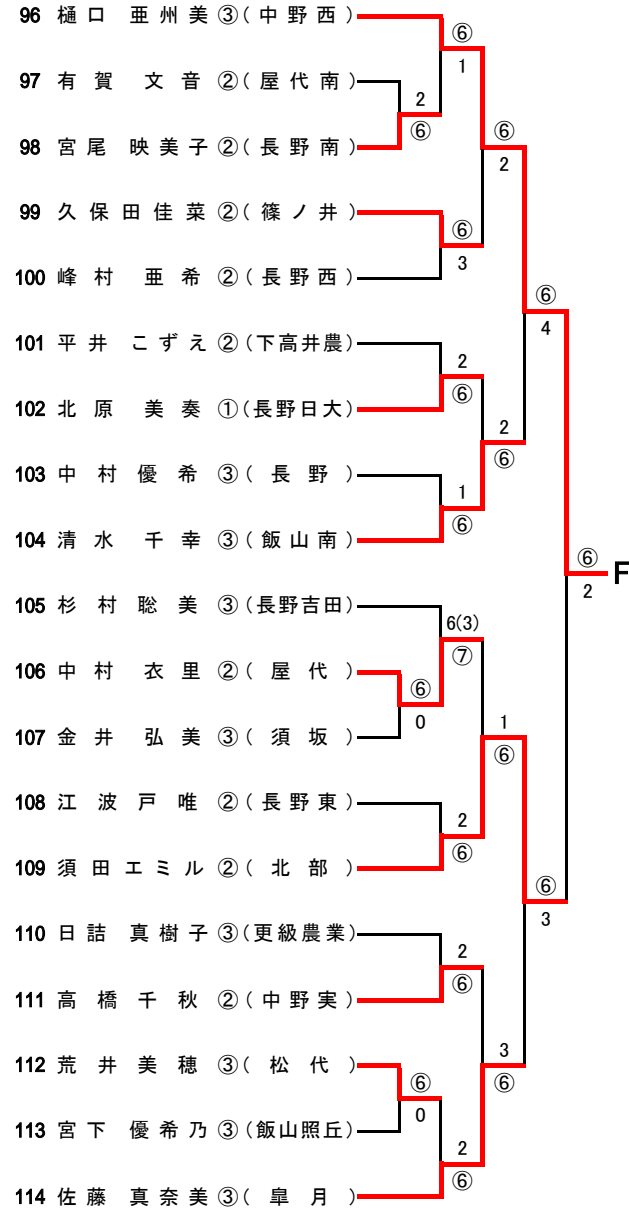 96 樋口 亜州美 ③(中野西)
⑥
1
97 有賀 文音 ②(屋代南)
2
⑥
98 宮尾 映美子 ②(長野南)
⑥
2
99 久保田佳菜 ②(篠ノ井)
⑥
3
100 峰村 亜希 ②(長野西)
⑥
4
101 平井 こずえ ②(下高井農)
2
⑥
102 北原 美奏 ①(長野日大)
2
⑥
103 中村優希 ③(長野)
1
⑥
104 清水 千幸 ③(飯山南)
⑥
2
F
105 杉村聡美 ③(長野吉田)
6(3)
⑦
106 中村 衣里 ②(屋代)
⑥
0
107 金井 弘美 ③(須坂)
1
⑥
108 江波戸唯 ②(長野東)
2
⑥
109 須田エミル ②(北部)
⑥
3
110 日詰 真樹子 ③(更級農業)
2
⑥
111 高橋千秋 ②(中野実)
3
⑥
112 荒井美穂 ③(松代)
⑥
0
113 宮下 優希乃 ③(飯山照丘)
2
⑥
114 佐藤 真奈美 ③(皐月)